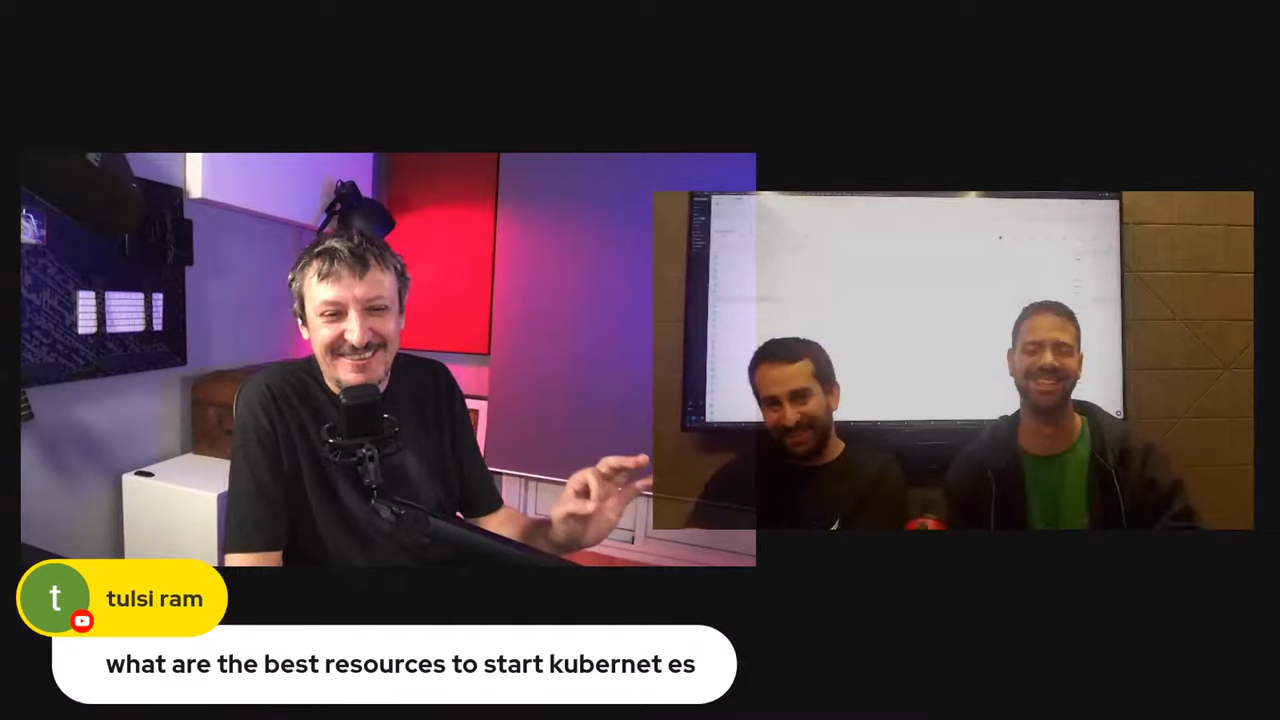 t
tulsi ram
what are the best resources to start kubernet es